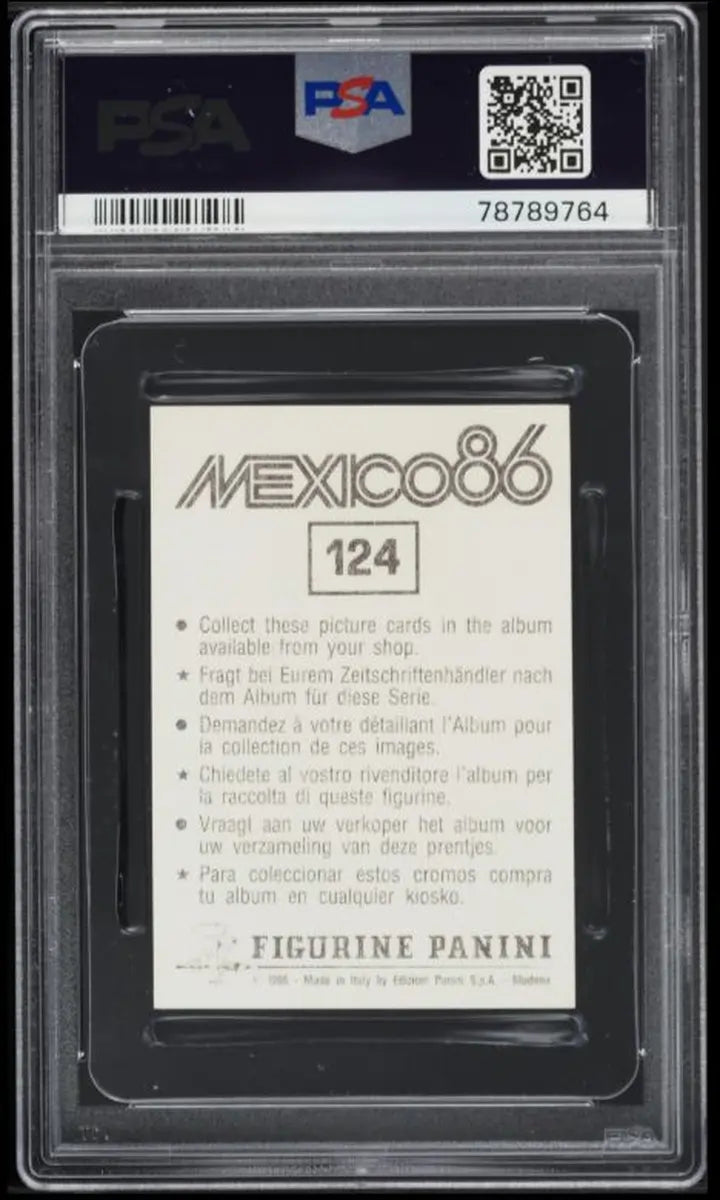 PSA
PSA
78789764
MEXICO86
124
● Collect these picture cards in the album
available from your shop.
★ Fragt bei Eurem Zeitschriftenhändler nach
dem Album für diese Serie.
● Demandez à votre détaillant l'Album pour
la collection de ces images.
★ Chiedete al vostro rivenditore l'album per
la raccolta di queste figurine.
● Vraagt aan uw verkoper het album voor
uw verzameling van deze prentjes.
★ Para coleccionar estos cromos compra
tu album en cualquier kiosko.
FIGURINE PANINI
1986 - Made in Italy by Edizioni Panini S.p.A. - Modena
PSA